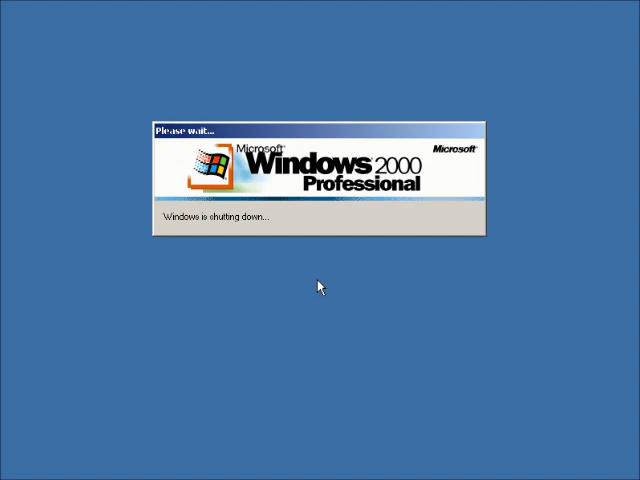 Please wait...
Microsoft
Microsoft
Windows 2000
Professional
Windows is shutting down...